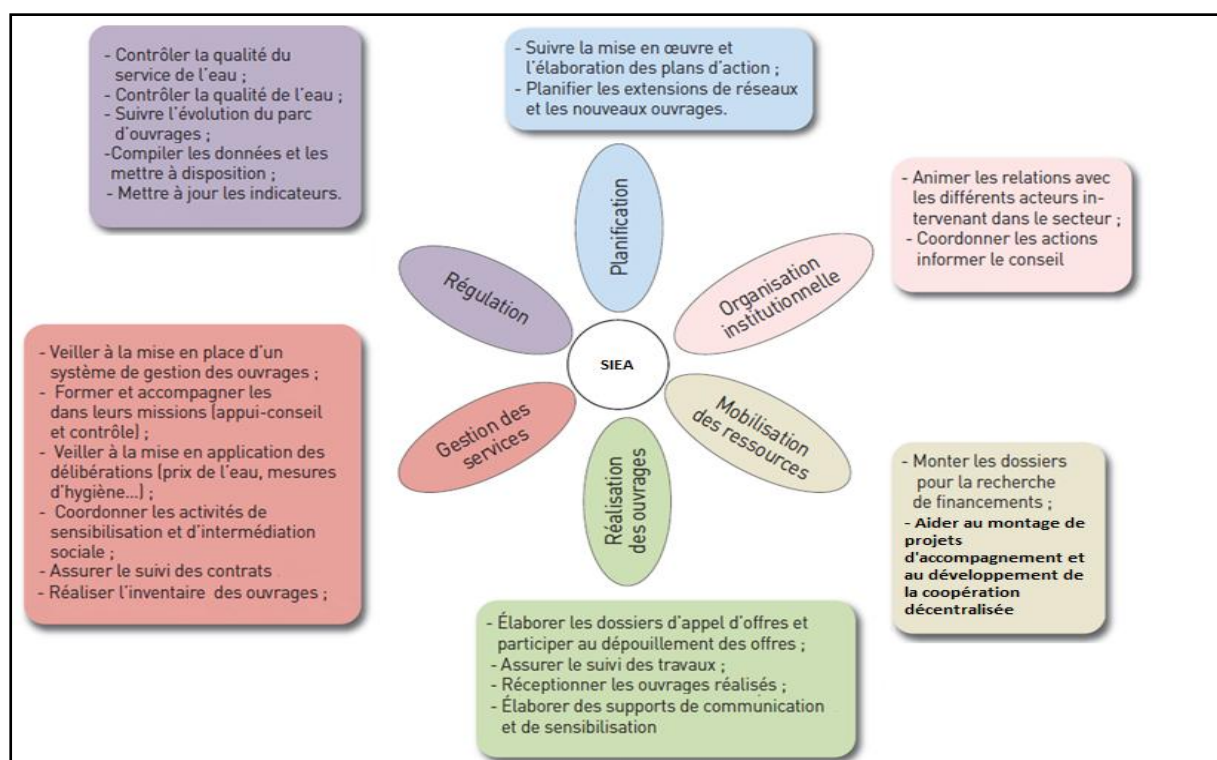 - Contrôler la qualité du
service de l'eau ;
- Contrôler la qualité de l'eau ;
- Suivre l'évolution du parc
d'ouvrages ;
-Compiler les données et les
mettre à disposition ;
- Mettre à jour les indicateurs.
- Suivre la mise en œuvre et
l'élaboration des plans d'action ;
- Planifier les extensions de réseaux
et les nouveaux ouvrages.
- Animer les relations avec
les différents acteurs in-
tervenant dans le secteur ;
- Coordonner les actions
informer le conseil
Planification
Régulation
Organisation
institutionnelle
SIEA
Gestion des
services
Réalisation
des ouvrages
Mobilisation
des ressources
- Veiller à la mise en place d'un
système de gestion des ouvrages ;
- Former et accompagner les
dans leurs missions (appui-conseil
et contrôle) ;
- Veiller à la mise en application des
délibérations (prix de l'eau, mesures
d'hygiène...) ;
- Coordonner les activités de
sensibilisation et d'intermédiation
sociale ;
- Assurer le suivi des contrats
- Réaliser l'inventaire des ouvrages ;
- Monter les dossiers
pour la recherche
de financements ;
- Aider au montage de
projets
d'accompagnement et
au développement de
la coopération
décentralisée
- Élaborer les dossiers d'appel d'offres et
participer au dépouillement des offres ;
- Assurer le suivi des travaux ;
- Réceptionner les ouvrages réalisés ;
- Élaborer des supports de communication
et de sensibilisation